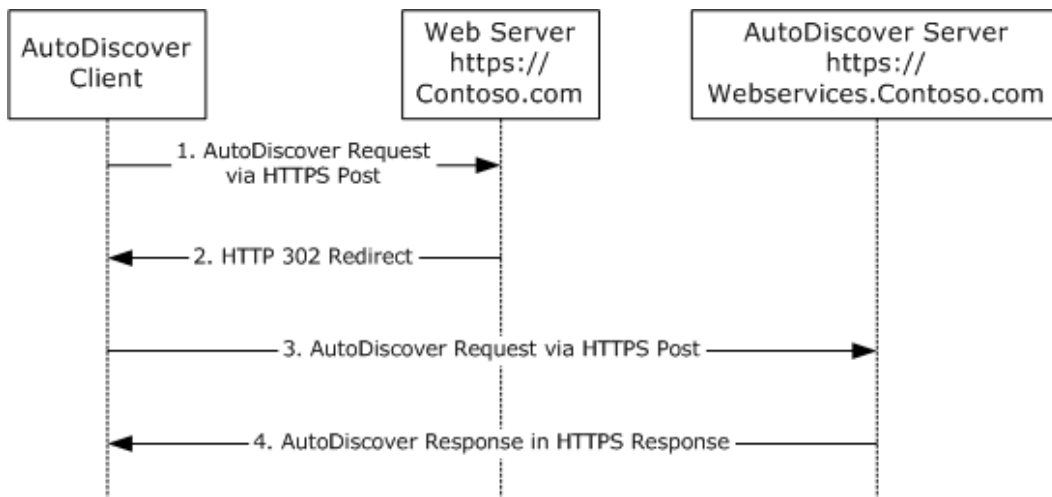 AutoDiscover
Client
Web Server
https://
Contoso.com
AutoDiscover Server
https://
Webservices.Contoso.com
1. AutoDiscover Request
via HTTPS Post
2. HTTP 302 Redirect
3. AutoDiscover Request via HTTPS Post
4. AutoDiscover Response in HTTPS Response